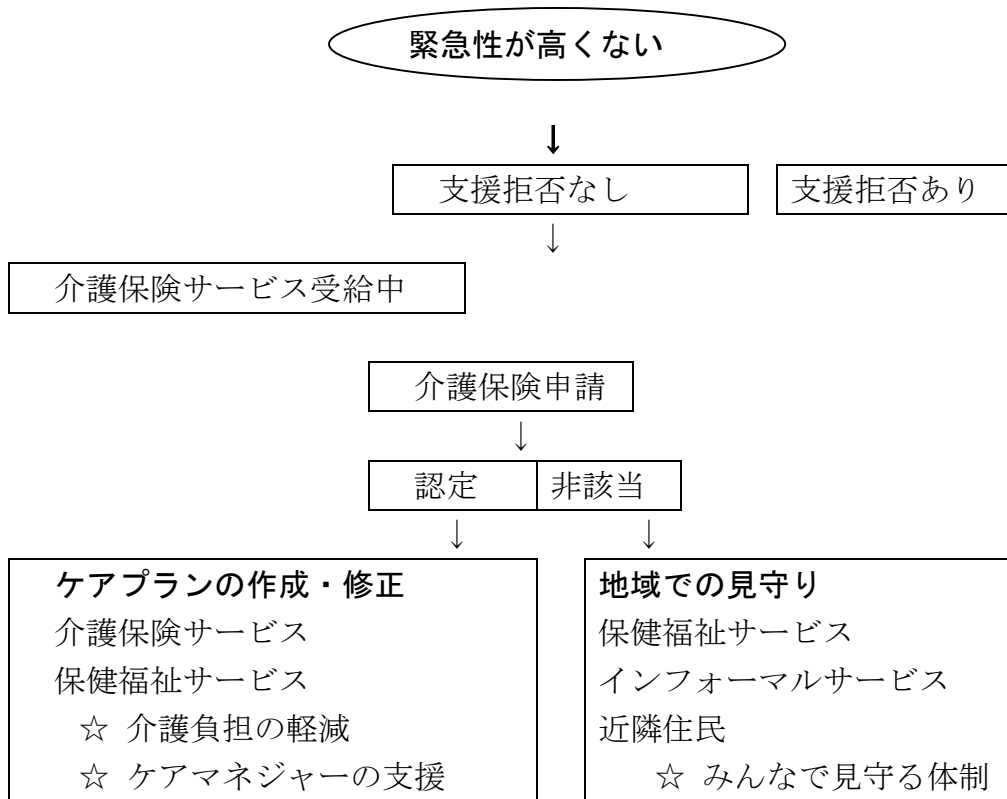 緊急性が高くない
↓
支援拒否なし 支援拒否あり
↓
介護保険サービス受給中
介護保険申請
↓
認定 非該当
↓ ↓
ケアプランの作成・修正
介護保険サービス
保健福祉サービス
☆ 介護負担の軽減
☆ ケアマネジャーの支援
地域での見守り
保健福祉サービス
インフォーマルサービス
近隣住民
☆ みんなで見守る体制